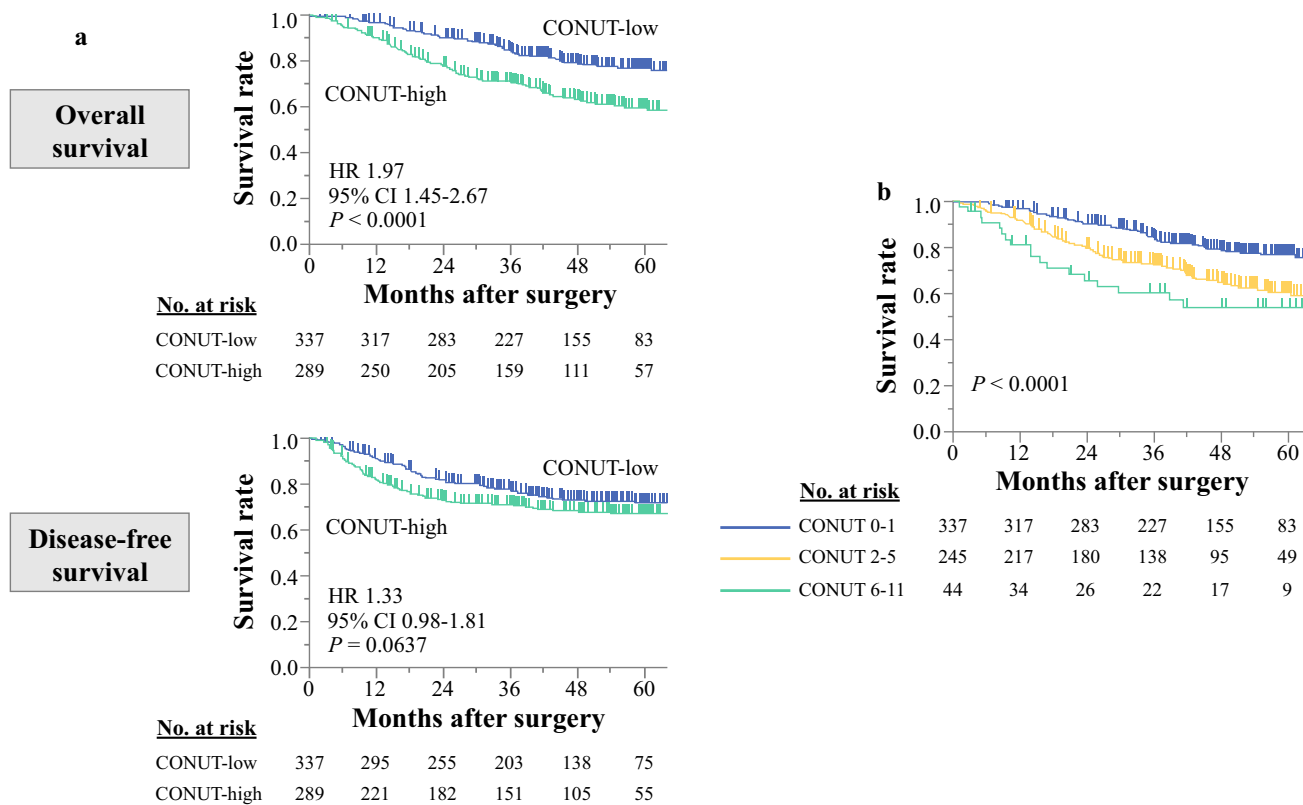 a
Overall
survival
Survival rate
1.0
0.8
0.6
0.4
0.2
0.0
CONUT-low
CONUT-high
HR 1.97
95% CI 1.45-2.67
P < 0.0001
0 12 24 36 48 60
Months after surgery
No. at risk
CONUT-low 337 317 283 227 155 83
CONUT-high 289 250 205 159 111 57
Disease-free
survival
Survival rate
1.0
0.8
0.6
0.4
0.2
0.0
CONUT-low
CONUT-high
HR 1.33
95% CI 0.98-1.81
P = 0.0637
0 12 24 36 48 60
Months after surgery
No. at risk
CONUT-low 337 295 255 203 138 75
CONUT-high 289 221 182 151 105 55
b
Survival rate
1.0
0.8
0.6
0.4
0.2
0.0
P < 0.0001
0 12 24 36 48 60
Months after surgery
No. at risk
CONUT 0-1 337 317 283 227 155 83
CONUT 2-5 245 217 180 138 95 49
CONUT 6-11 44 34 26 22 17 9